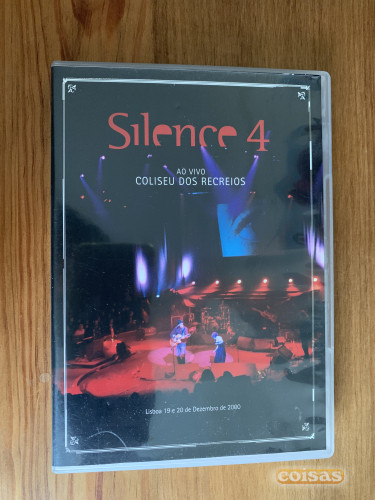 Silence 4
AO VIVO
COLISEU DOS RECREIOS
Lisboa 19 e 20 de Dezembro de 2000
coisas